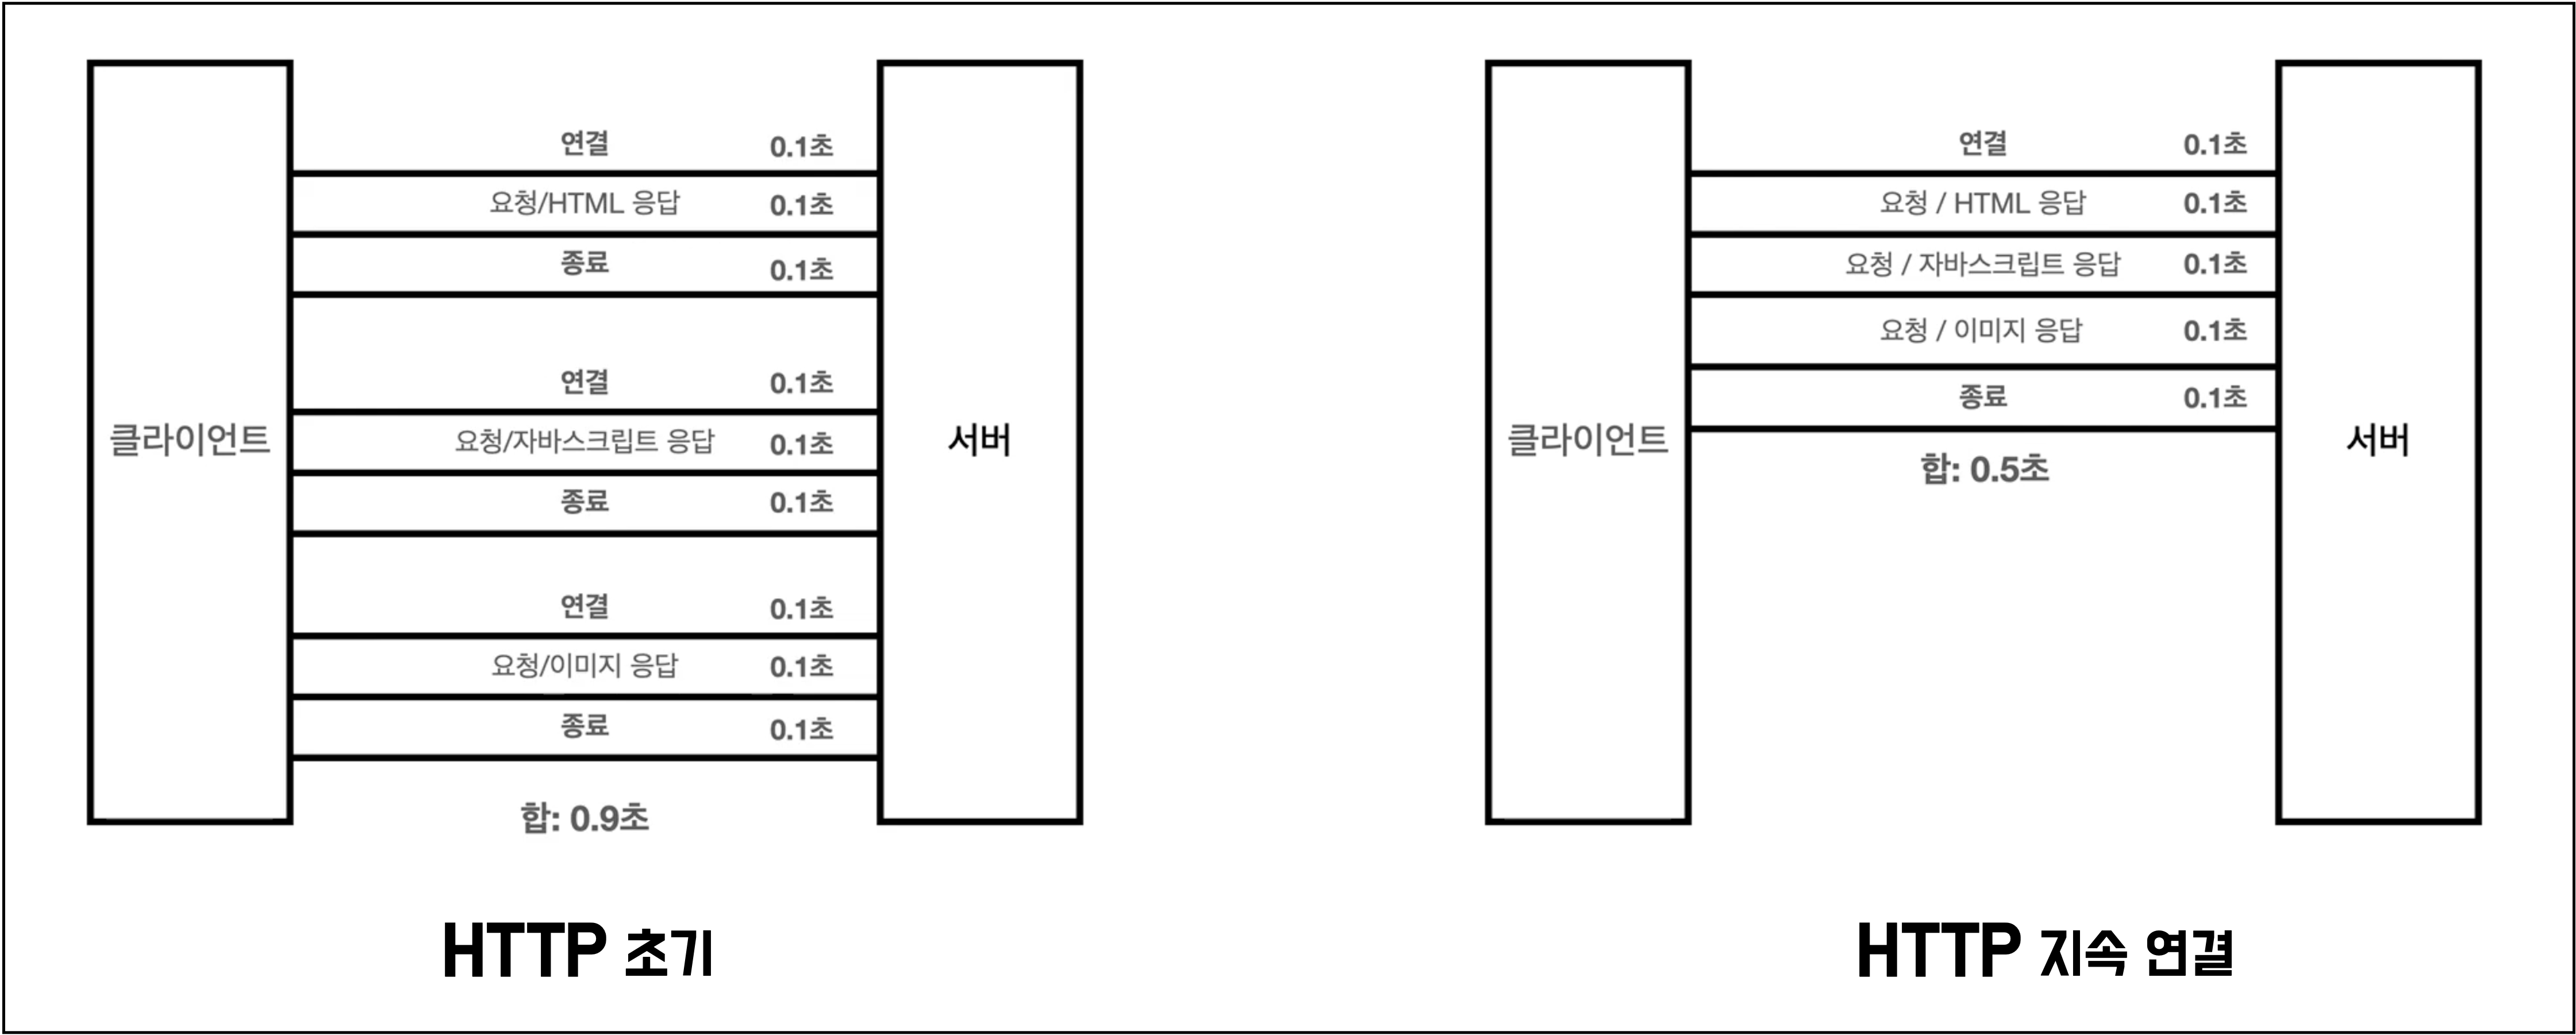 연결 0.1초
요청/HTML 응답 0.1초
종료 0.1초
연결 0.1초
클라이언트
요청/자바스크립트 응답 0.1초
서버
종료 0.1초
연결 0.1초
요청/이미지 응답 0.1초
종료 0.1초
합: 0.9초
HTTP 초기
연결 0.1초
요청 / HTML 응답 0.1초
요청 / 자바스크립트 응답 0.1초
요청 / 이미지 응답 0.1초
종료 0.1초
클라이언트
서버
합: 0.5초
HTTP 지속 연결